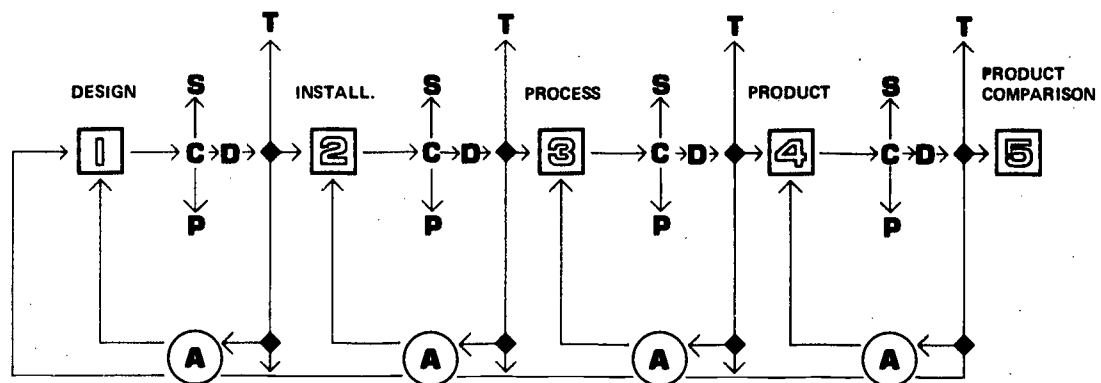 T T T T
PRODUCT
COMPARISON
DESIGN S INSTALL. S PROCESS S PRODUCT S
1 C D 2 C D 3 C D 4 C D 5
P P P P
A A A A